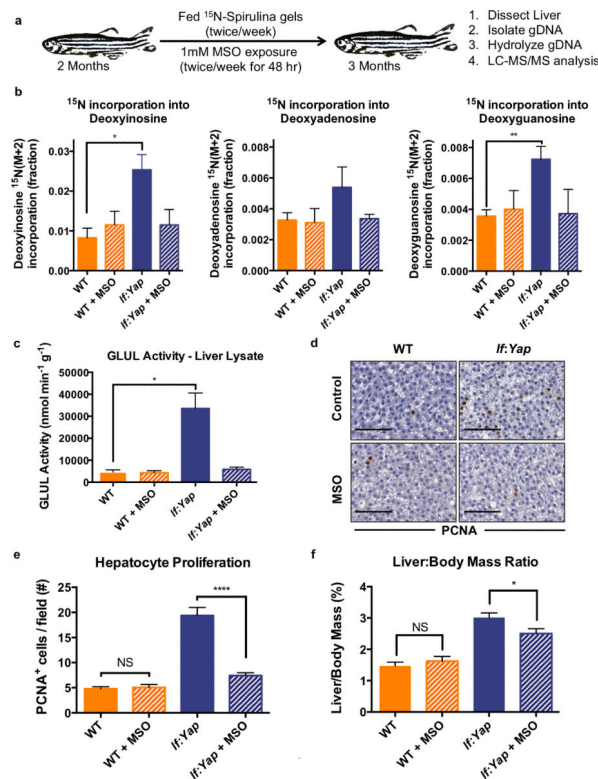 a
Fed ¹⁵N-Spirulina gels
(twice/week)
1mM MSO exposure
(twice/week for 48 hr)
2 Months
3 Months
1. Dissect Liver
2. Isolate gDNA
3. Hydrolyze gDNA
4. LC-MS/MS analysis
b
¹⁵N incorporation into
Deoxyinosine
Deoxyinosine ¹⁵N(M+2)
incorporation (fraction)
0.03
0.02
0.01
0.00
*
WT
WT + MSO
lf:Yap
lf:Yap + MSO
¹⁵N incorporation into
Deoxyadenosine
Deoxyadenosine ¹⁵N(M+2)
incorporation (fraction)
0.010
0.008
0.006
0.004
0.002
0.000
WT
WT + MSO
lf:Yap
lf:Yap + MSO
¹⁵N incorporation into
Deoxyguanosine
Deoxyguanosine ¹⁵N(M+2)
incorporation (fraction)
0.010
0.008
0.006
0.004
0.002
0.000
**
WT
WT + MSO
lf:Yap
lf:Yap + MSO
c
GLUL Activity - Liver Lysate
GLUL Activity (nmol min⁻¹ g⁻¹)
50000
40000
30000
20000
10000
0
*
WT
WT + MSO
lf:Yap
lf:Yap + MSO
d
WT
lf:Yap
Control
MSO
PCNA
e
Hepatocyte Proliferation
PCNA⁺ cells / field (#)
25
20
15
10
5
0
NS
****
WT
WT + MSO
lf:Yap
lf:Yap + MSO
f
Liver:Body Mass Ratio
Liver/Body Mass (%)
4
3
2
1
0
NS
*
WT
WT + MSO
lf:Yap
lf:Yap + MSO